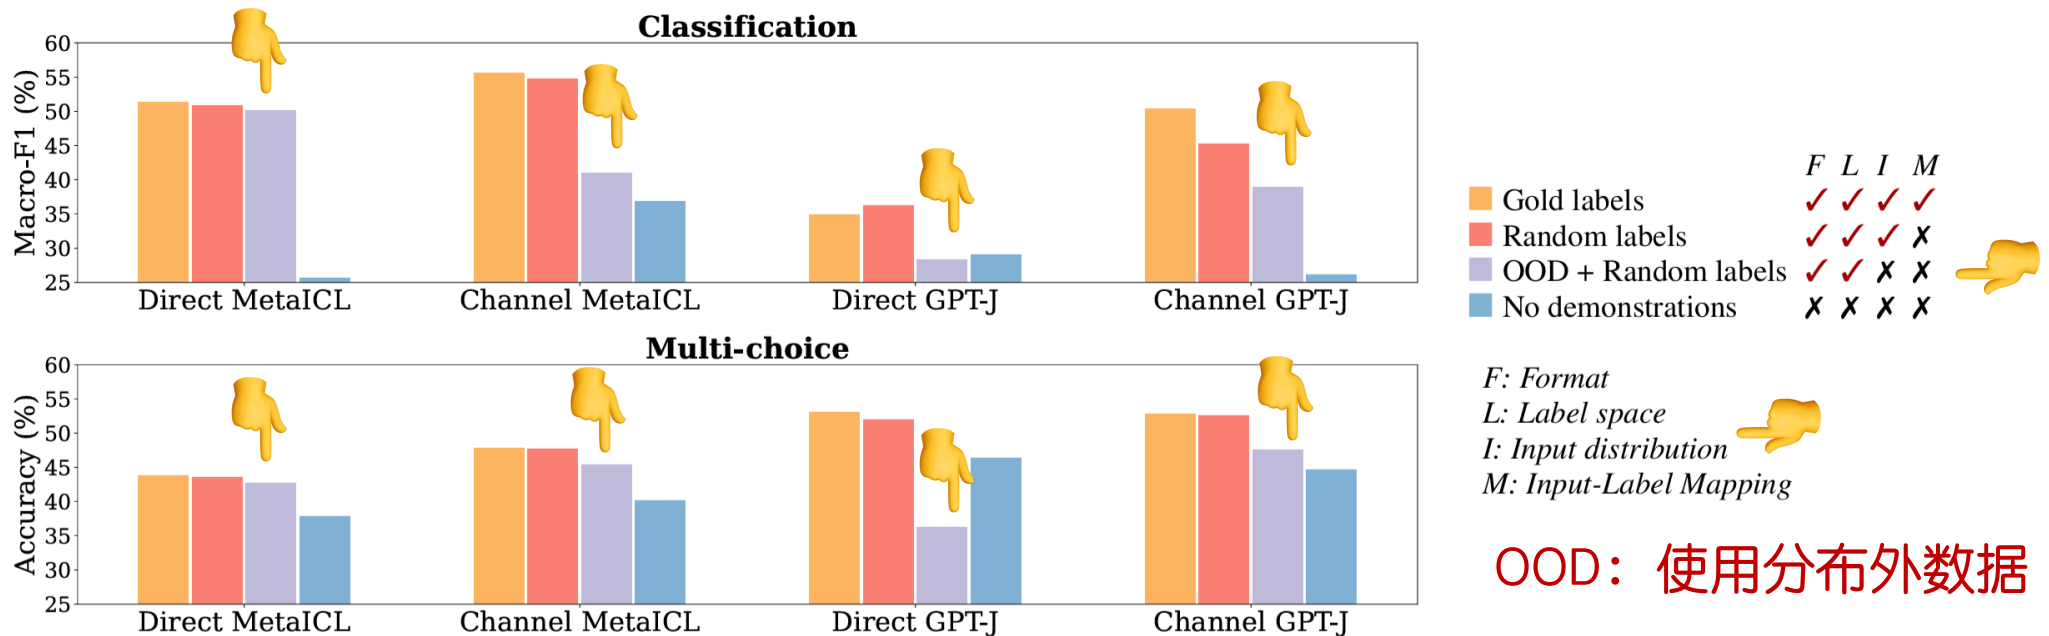 Classification
Macro-F1 (%)
60
55
50
45
40
35
30
25
Direct MetaICL
Channel MetaICL
Direct GPT-J
Channel GPT-J
Multi-choice
Accuracy (%)
60
55
50
45
40
35
30
25
Direct MetaICL
Channel MetaICL
Direct GPT-J
Channel GPT-J
F L I M
Gold labels ✓ ✓ ✓ ✓
Random labels ✓ ✓ ✓ ✗
OOD + Random labels ✓ ✓ ✗ ✗
No demonstrations ✗ ✗ ✗ ✗
F: Format
L: Label space
I: Input distribution
M: Input-Label Mapping
OOD：使用分布外数据